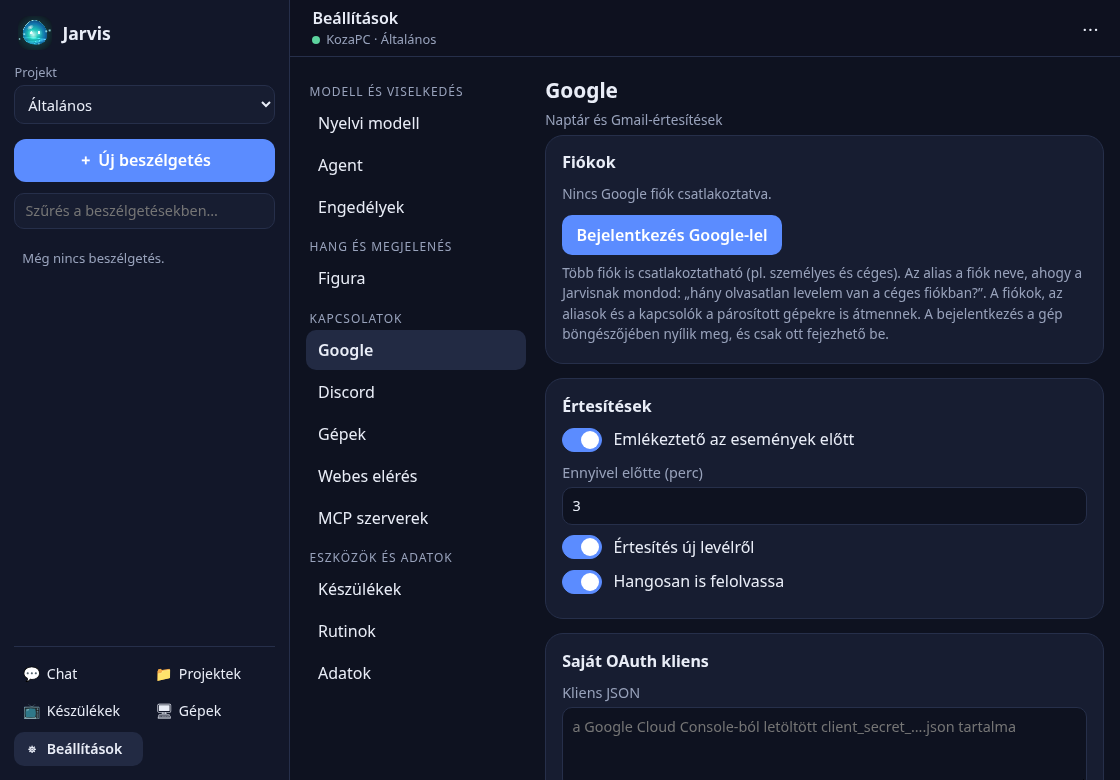 Jarvis
Projekt
Általános
+ Új beszélgetés
Szűrés a beszélgetésekben...
Még nincs beszélgetés.
Chat
Projektek
Készülékek
Gépek
Beállítások
Beállítások
KozaPC · Általános
...
MODELL ÉS VISELKEDÉS
Nyelvi modell
Agent
Engedélyek
HANG ÉS MEGJELENÉS
Figura
KAPCSOLATOK
Google
Discord
Gépek
Webes elérés
MCP szerverek
ESZKÖZÖK ÉS ADATOK
Készülékek
Rutinok
Adatok
Google
Naptár és Gmail-értesítések
Fiókok
Nincs Google fiók csatlakoztatva.
Bejelentkezés Google-lel
Több fiók is csatlakoztatható (pl. személyes és céges). Az alias a fiók neve, ahogy a
Jarvisnak mondod: „hány olvasatlan levelem van a céges fiókban?”. A fiókok, az
aliasok és a kapcsolók a párosított gépekre is átmennek. A bejelentkezés a gép
böngészőjében nyílik meg, és csak ott fejezhető be.
Értesítések
Emlékeztető az események előtt
Ennyivel előtte (perc)
3
Értesítés új levélről
Hangosan is felolvassa
Saját OAuth kliens
Kliens JSON
a Google Cloud Console-ból letöltött client_secret_....json tartalma